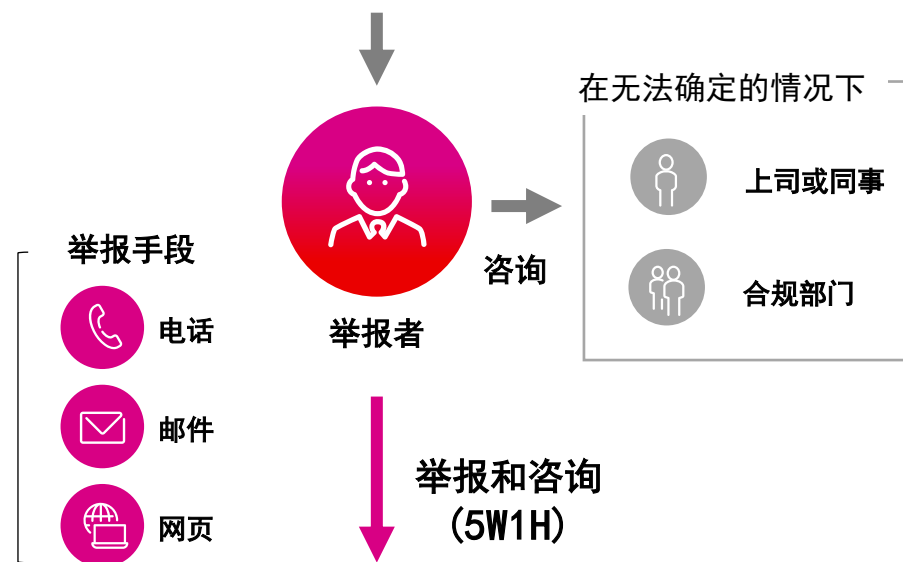 在无法确定的情况下
上司或同事
合规部门
咨询
举报者
举报手段
电话
邮件
网页
举报和咨询
(5W1H)